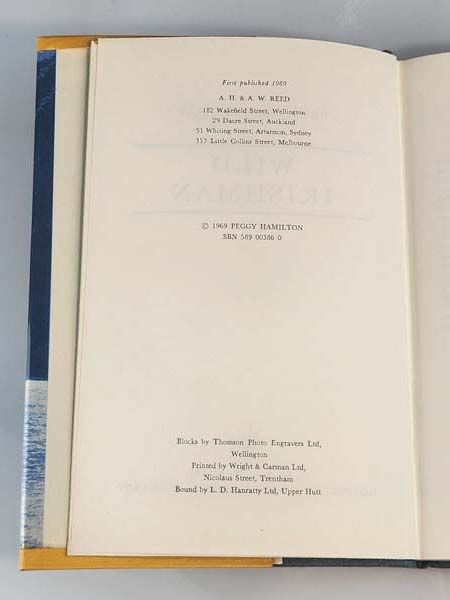 First published 1969
A. H. & A. W. REED
182 Wakefield Street, Wellington
29 Dacre Street, Auckland
51 Whiting Street, Artarmon, Sydney
357 Little Collins Street, Melbourne
WILD
IRISHMAN
© 1969 PEGGY HAMILTON
SBN 589 00386 0
Blocks by Thomson Photo Engravers Ltd,
Wellington
Printed by Wright & Carman Ltd,
Nicolaus Street, Trentham
Bound by L. D. Hanratty Ltd, Upper Hutt